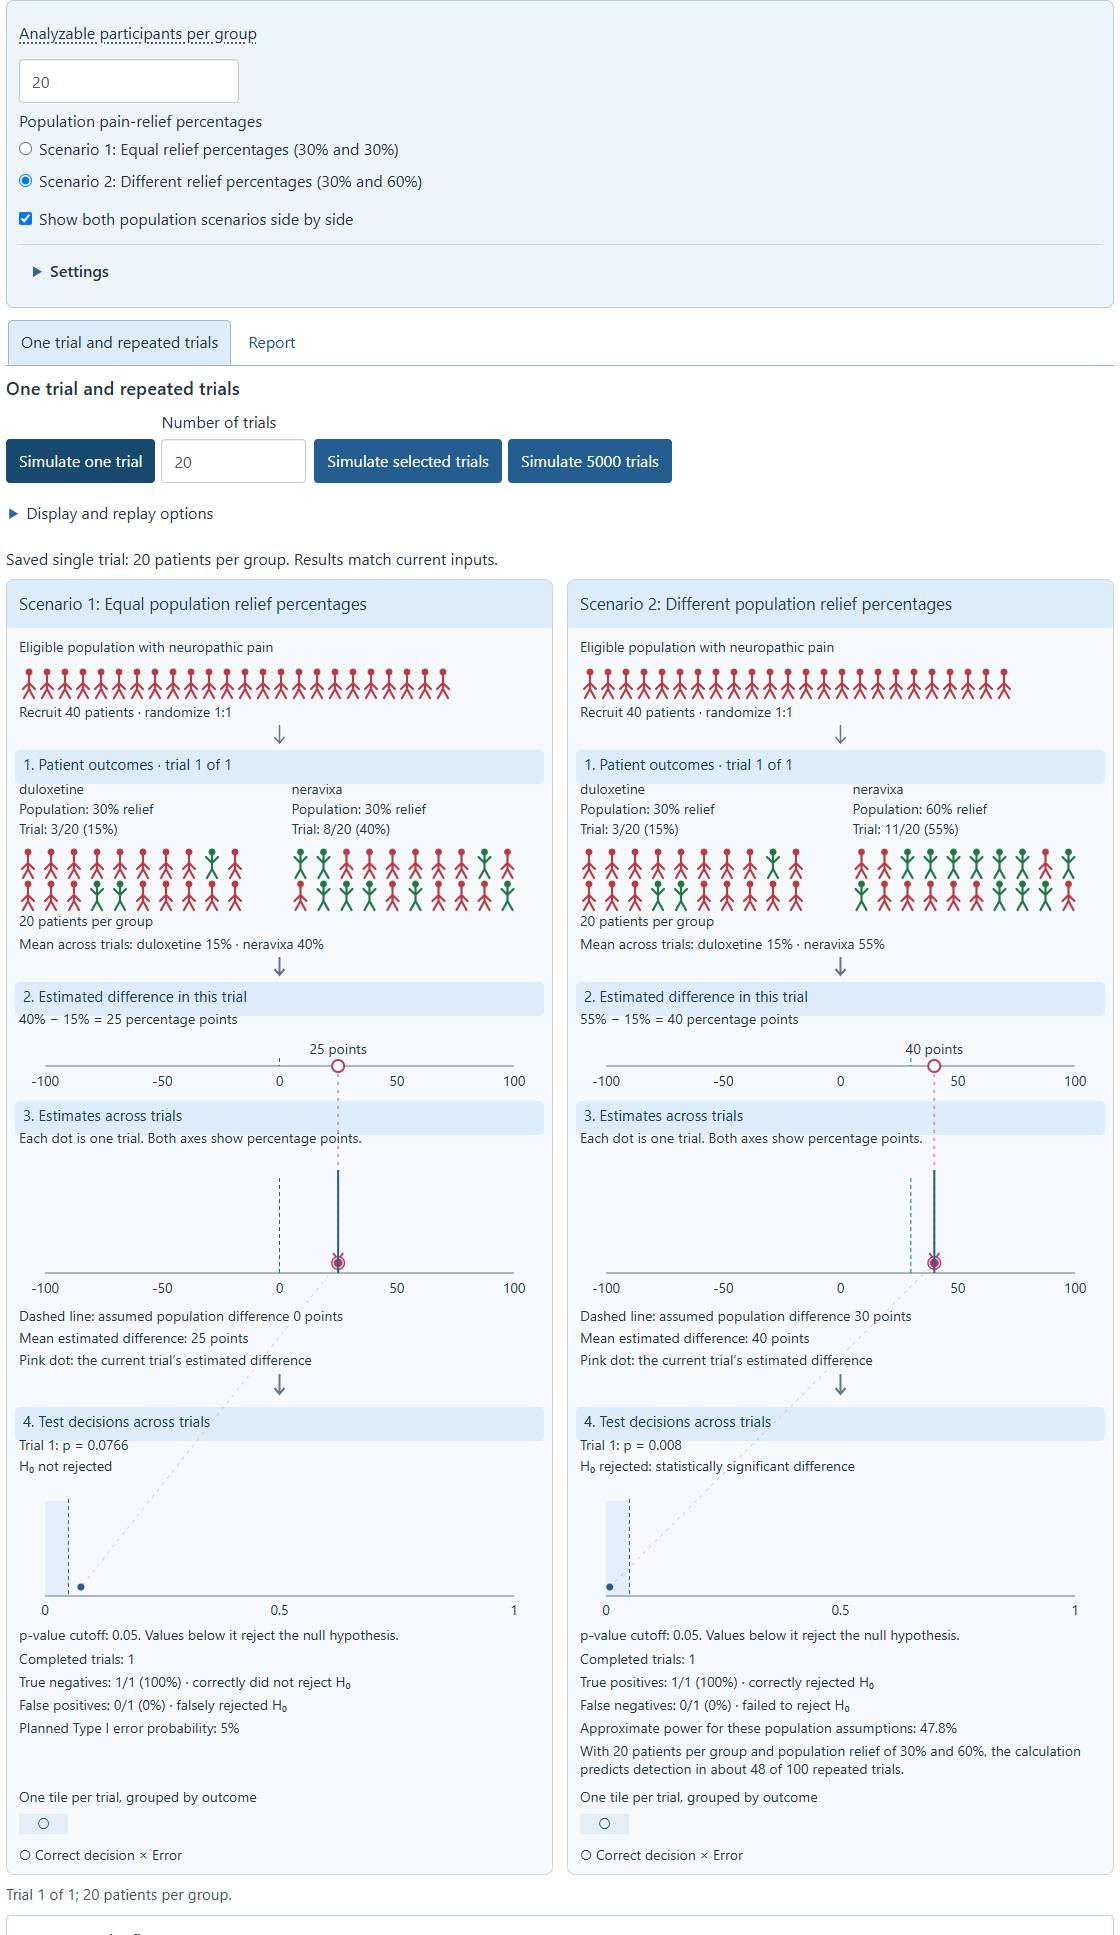 Analyzable participants per group
20
Population pain-relief percentages
Scenario 1: Equal relief percentages (30% and 30%)
Scenario 2: Different relief percentages (30% and 60%)
Show both population scenarios side by side
Settings
One trial and repeated trials
Report
One trial and repeated trials
Number of trials
Simulate one trial
20
Simulate selected trials
Simulate 5000 trials
Display and replay options
Saved single trial: 20 patients per group. Results match current inputs.
Scenario 1: Equal population relief percentages
Eligible population with neuropathic pain
Recruit 40 patients · randomize 1:1
1. Patient outcomes · trial 1 of 1
duloxetine
Population: 30% relief
Trial: 3/20 (15%)
neravixa
Population: 30% relief
Trial: 8/20 (40%)
20 patients per group
Mean across trials: duloxetine 15% · neravixa 40%
2. Estimated difference in this trial
40% − 15% = 25 percentage points
25 points
-100 -50 0 50 100
3. Estimates across trials
Each dot is one trial. Both axes show percentage points.
-100 -50 0 50 100
Dashed line: assumed population difference 0 points
Mean estimated difference: 25 points
Pink dot: the current trial’s estimated difference
4. Test decisions across trials
Trial 1: p = 0.0766
H₀ not rejected
0 0.5 1
p-value cutoff: 0.05. Values below it reject the null hypothesis.
Completed trials: 1
True negatives: 1/1 (100%) · correctly did not reject H₀
False positives: 0/1 (0%) · falsely rejected H₀
Planned Type I error probability: 5%
One tile per trial, grouped by outcome
○ Correct decision × Error
Scenario 2: Different population relief percentages
Eligible population with neuropathic pain
Recruit 40 patients · randomize 1:1
1. Patient outcomes · trial 1 of 1
duloxetine
Population: 30% relief
Trial: 3/20 (15%)
neravixa
Population: 60% relief
Trial: 11/20 (55%)
20 patients per group
Mean across trials: duloxetine 15% · neravixa 55%
2. Estimated difference in this trial
55% − 15% = 40 percentage points
40 points
-100 -50 0 50 100
3. Estimates across trials
Each dot is one trial. Both axes show percentage points.
-100 -50 0 50 100
Dashed line: assumed population difference 30 points
Mean estimated difference: 40 points
Pink dot: the current trial’s estimated difference
4. Test decisions across trials
Trial 1: p = 0.008
H₀ rejected: statistically significant difference
0 0.5 1
p-value cutoff: 0.05. Values below it reject the null hypothesis.
Completed trials: 1
True positives: 1/1 (100%) · correctly rejected H₀
False negatives: 0/1 (0%) · failed to reject H₀
Approximate power for these population assumptions: 47.8%
With 20 patients per group and population relief of 30% and 60%, the calculation
predicts detection in about 48 of 100 repeated trials.
One tile per trial, grouped by outcome
○ Correct decision × Error
Trial 1 of 1; 20 patients per group.